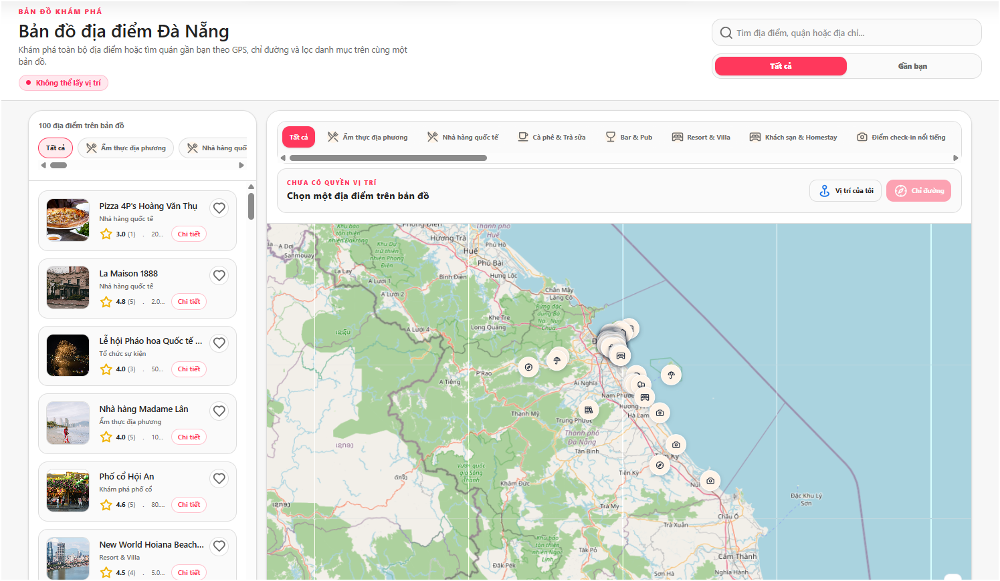 BẢN ĐỒ KHÁM PHÁ
Bản đồ địa điểm Đà Nẵng
Khám phá toàn bộ địa điểm hoặc tìm quán gần bạn theo GPS, chỉ đường và lọc danh mục trên cùng một
bản đồ.
Không thể lấy vị trí
Tìm địa điểm, quận hoặc địa chỉ...
Tất cả
Gần bạn
100 địa điểm trên bản đồ
Tất cả
Ẩm thực địa phương
Nhà hàng quố
Pizza 4P's Hoàng Văn Thụ
Nhà hàng quốc tế
3.0 (1) . 20...
Chi tiết
La Maison 1888
Nhà hàng quốc tế
4.8 (5) . 2.0...
Chi tiết
Lễ hội Pháo hoa Quốc tế ...
Tổ chức sự kiện
4.0 (3) . 50...
Chi tiết
Nhà hàng Madame Lân
Ẩm thực địa phương
4.0 (5) . 10...
Chi tiết
Phố cổ Hội An
Khám phá phố cổ
4.6 (5) . 80...
Chi tiết
New World Hoiana Beach...
Resort & Villa
4.5 (4) . 5.0...
Chi tiết
Tất cả
Ẩm thực địa phương
Nhà hàng quốc tế
Cà phê & Trà sữa
Bar & Pub
Resort & Villa
Khách sạn & Homestay
Điểm check-in nổi tiếng
CHƯA CÓ QUYỀN VỊ TRÍ
Chọn một địa điểm trên bản đồ
Vị trí của tôi
Chỉ đường
Khu bảo
tồn thiên
nhiên Đakrông
Phong Điền
Hương Trà
Thành phố
Huế
Phú Hồ
Huế
Phú Bài
A Dơi
Sanmouay
Khu Dự
trữ thiên
nhiên Phong
Điền
La Lay
Bình Điền
Hưng Lộc
A Lưới 1
A Lưới 2
Chân Mây
Lăng Cô
Rừng đặc
dụng Bà
Nà - Núi
Chúa
Khe Tre
Long Quảng
A Lưới 4
P'Rao
A Tiêng
Ái Nghĩa
Nam Phước
Hà Lam
Thạnh Mỹ
Trung Phước
Thành phố
Đà Nẵng
Tân Bình
Vườn quốc
gia Sông
Thanh
Khâm Đức
Trà My
Trà Xuân
Châu Ổ
Đặc Khu Lý
Sơn
Khu bảo
tồn thiên
nhiên Ngọc
Linh
Tăk Pỏ
Đăk Pék
Sơn Hà
Cẩm Thành
Nghĩa Hành